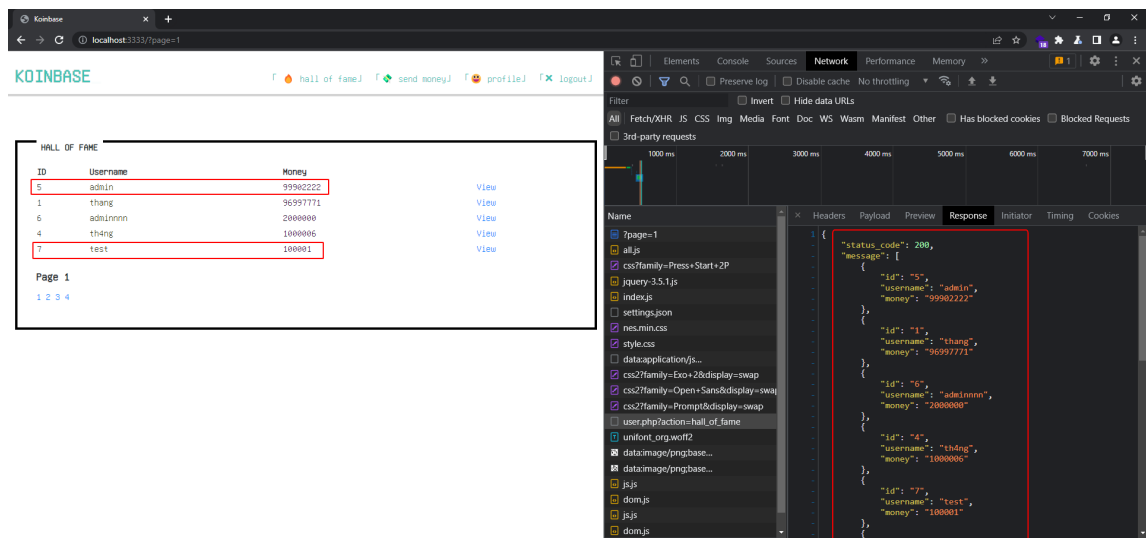 Koinbase
localhost:3333/?page=1
18
KOINBASE
「 hall of fame」 「 send money」 「 profile」 「 logout」
HALL OF FAME
ID Username Money
5 admin 99902222 View
1 thang 96997771 View
6 adminnnn 2000000 View
4 th4ng 1000006 View
7 test 100001 View
Page 1
1 2 3 4
Elements Console Sources Network Performance Memory » 1
Preserve log Disable cache No throttling
Filter Invert Hide data URLs
All Fetch/XHR JS CSS Img Media Font Doc WS Wasm Manifest Other Has blocked cookies Blocked Requests
3rd-party requests
1000 ms 2000 ms 3000 ms 4000 ms 5000 ms 6000 ms 7000 ms
Name
?page=1
all.js
css?family=Press+Start+2P
jquery-3.5.1.js
index.js
settings.json
nes.min.css
style.css
data:application/js...
css2?family=Exo+2&display=swap
css2?family=Open+Sans&display=swap
css2?family=Prompt&display=swap
user.php?action=hall_of_fame
unifont_org.woff2
data:image/png;base...
data:image/png;base...
js.js
dom.js
js.js
dom.js
Headers Payload Preview Response Initiator Timing Cookies
1 {
"status_code": 200,
"message": [
{
"id": "5",
"username": "admin",
"money": "99902222"
},
{
"id": "1",
"username": "thang",
"money": "96997771"
},
{
"id": "6",
"username": "adminnnn",
"money": "2000000"
},
{
"id": "4",
"username": "th4ng",
"money": "1000006"
},
{
"id": "7",
"username": "test",
"money": "100001"
},
{